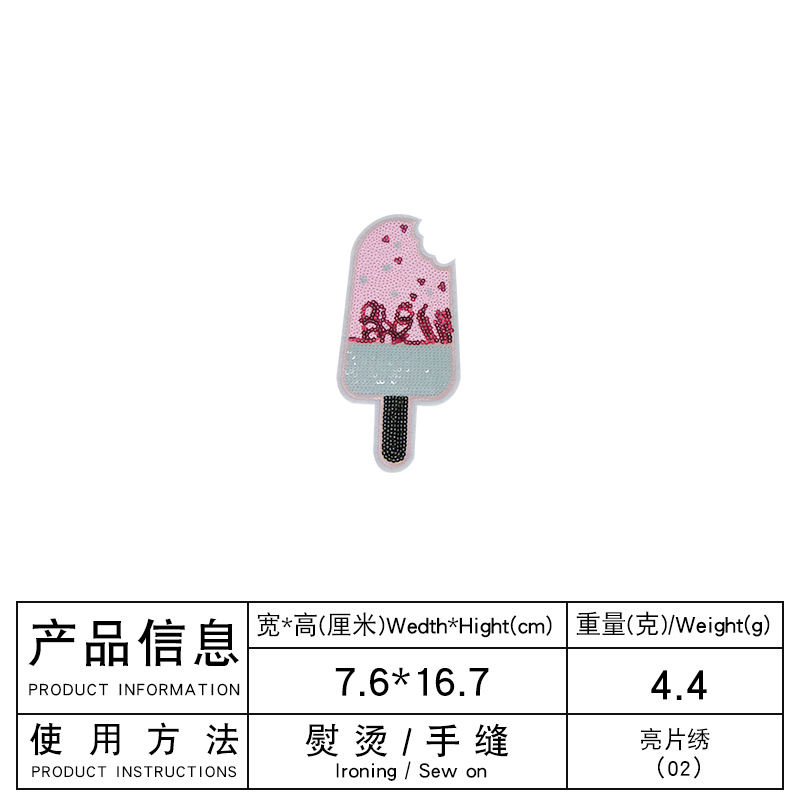 产品信息
PRODUCT INFORMATION
宽*高(厘米)Wedth*Hight(cm)
重量(克)/Weight(g)
7.6*16.7
4.4
使用方法
PRODUCT INSTRUCTIONS
熨烫/手缝
Ironing / Sew on
亮片绣
（02）